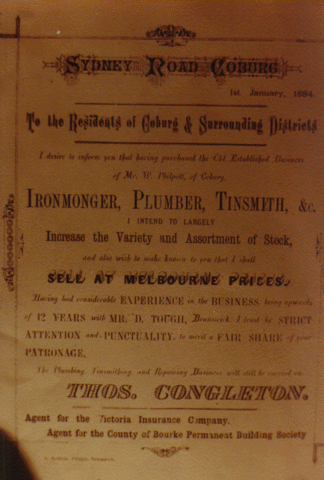 SYDNEY ROAD COBURG
1st January, 1884.
To the Residents of Coburg & Surrounding Districts
I desire to inform you that having purchased the Old Established Business
of Mr. W. Philpott, of Coburg,
IRONMONGER, PLUMBER, TINSMITH, &c.
I INTEND TO LARGELY
Increase the Variety and Assortment of Stock,
and also wish to make known to you that I shall
SELL AT MELBOURNE PRICES.
Having had considerable EXPERIENCE in the BUSINESS, being upwards
of 12 YEARS with MR. D. TOUGH, Brunswick, I trust by STRICT
ATTENTION and PUNCTUALITY, to merit a FAIR SHARE of your
PATRONAGE.
The Plumbing, Tinsmithing and Repairing Business will still be carried on.
THOS. CONGLETON.
Agent for the Victoria Insurance Company.
Agent for the County of Bourke Permanent Building Society
Brunswick.